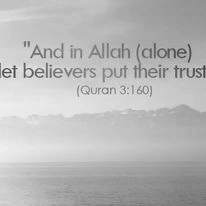 "And in Allah (alone)
let believers put their trust
(Quran 3:160)